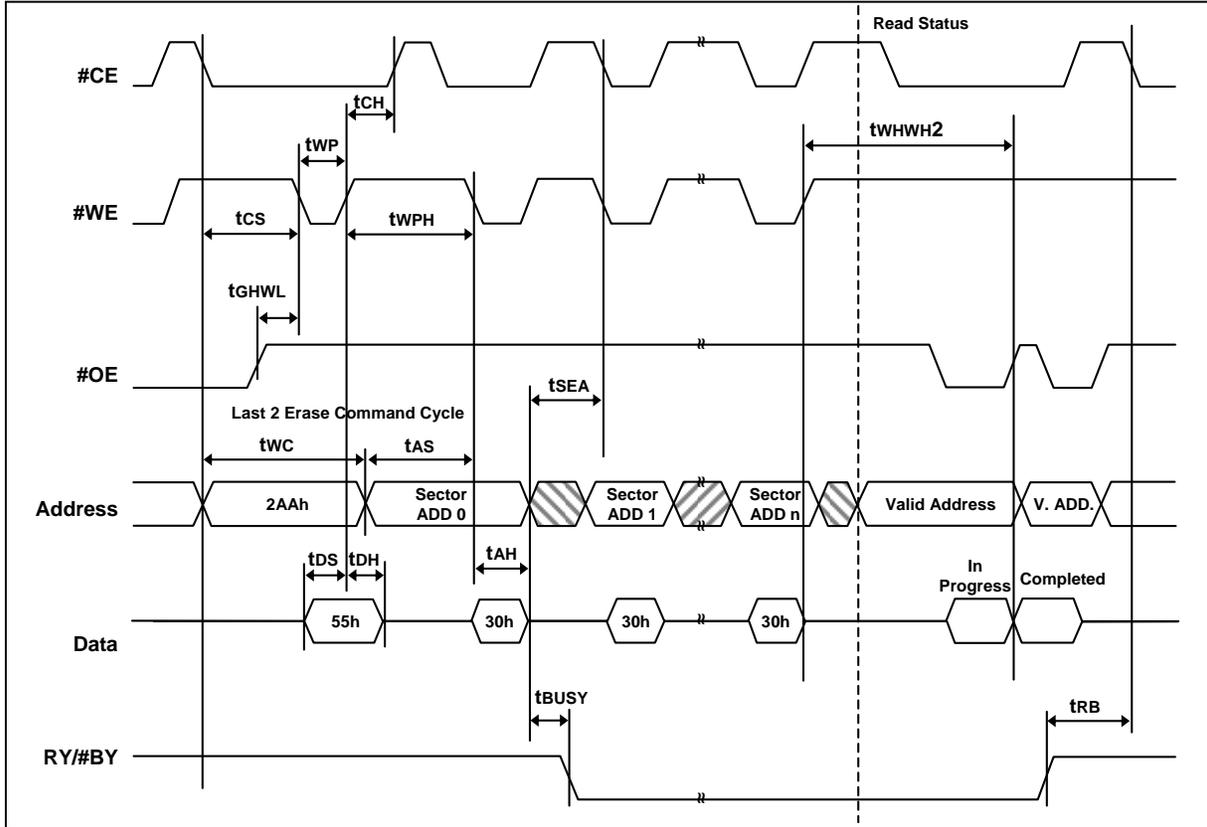 Read Status
#CE
tCH
tWHWH2
tWP
#WE
tCS
tWPH
tGHWL
#OE
tSEA
Last 2 Erase Command Cycle
tWC
tAS
Address
2AAh
Sector
ADD 0
Sector
ADD 1
Sector
ADD n
Valid Address
V. ADD.
tDS
tDH
tAH
In
Progress
Completed
Data
55h
30h
30h
30h
tBUSY
tRB
RY/#BY